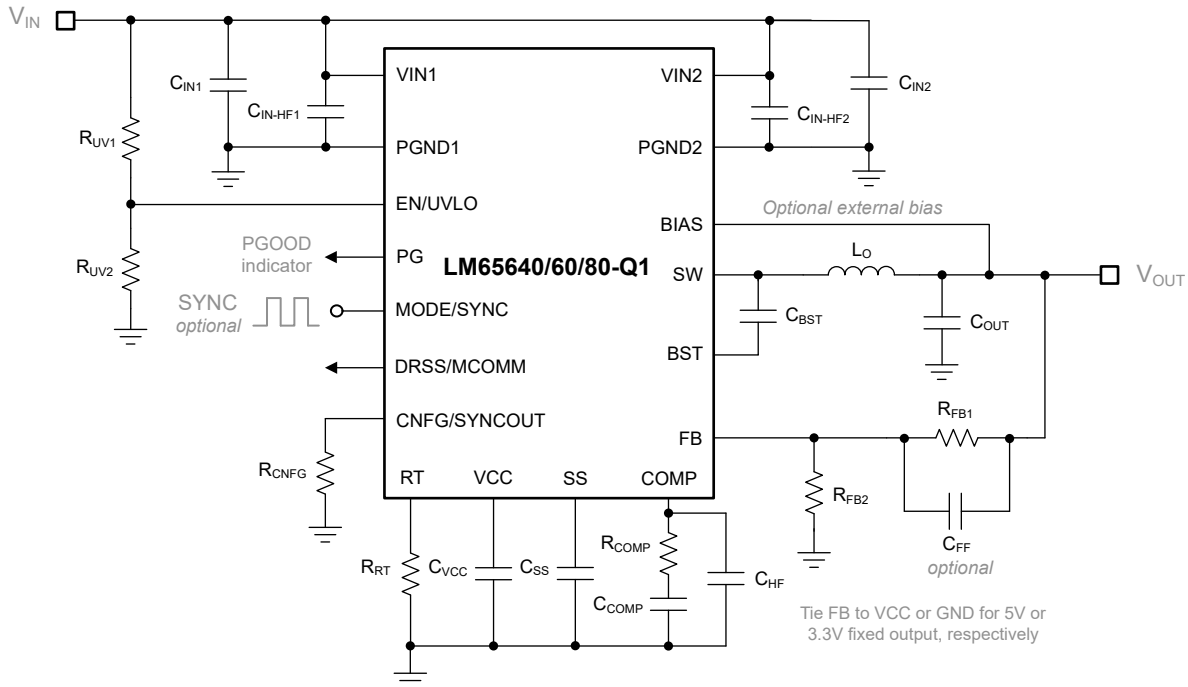 VIN
VIN1
VIN2
CIN1
CIN-HF1
CIN-HF2
CIN2
RUV1
PGND1
PGND2
EN/UVLO
Optional external bias
BIAS
PGOOD
indicator
PG
LM65640/60/80-Q1
SW
LO
VOUT
RUV2
SYNC
optional
MODE/SYNC
CBST
COUT
BST
DRSS/MCOMM
CNFG/SYNCOUT
RFB1
FB
RCNFG
RT
VCC
SS
COMP
RFB2
CFF
optional
RRT
CVCC
CSS
RCOMP
CHF
CCOMP
Tie FB to VCC or GND for 5V or
3.3V fixed output, respectively